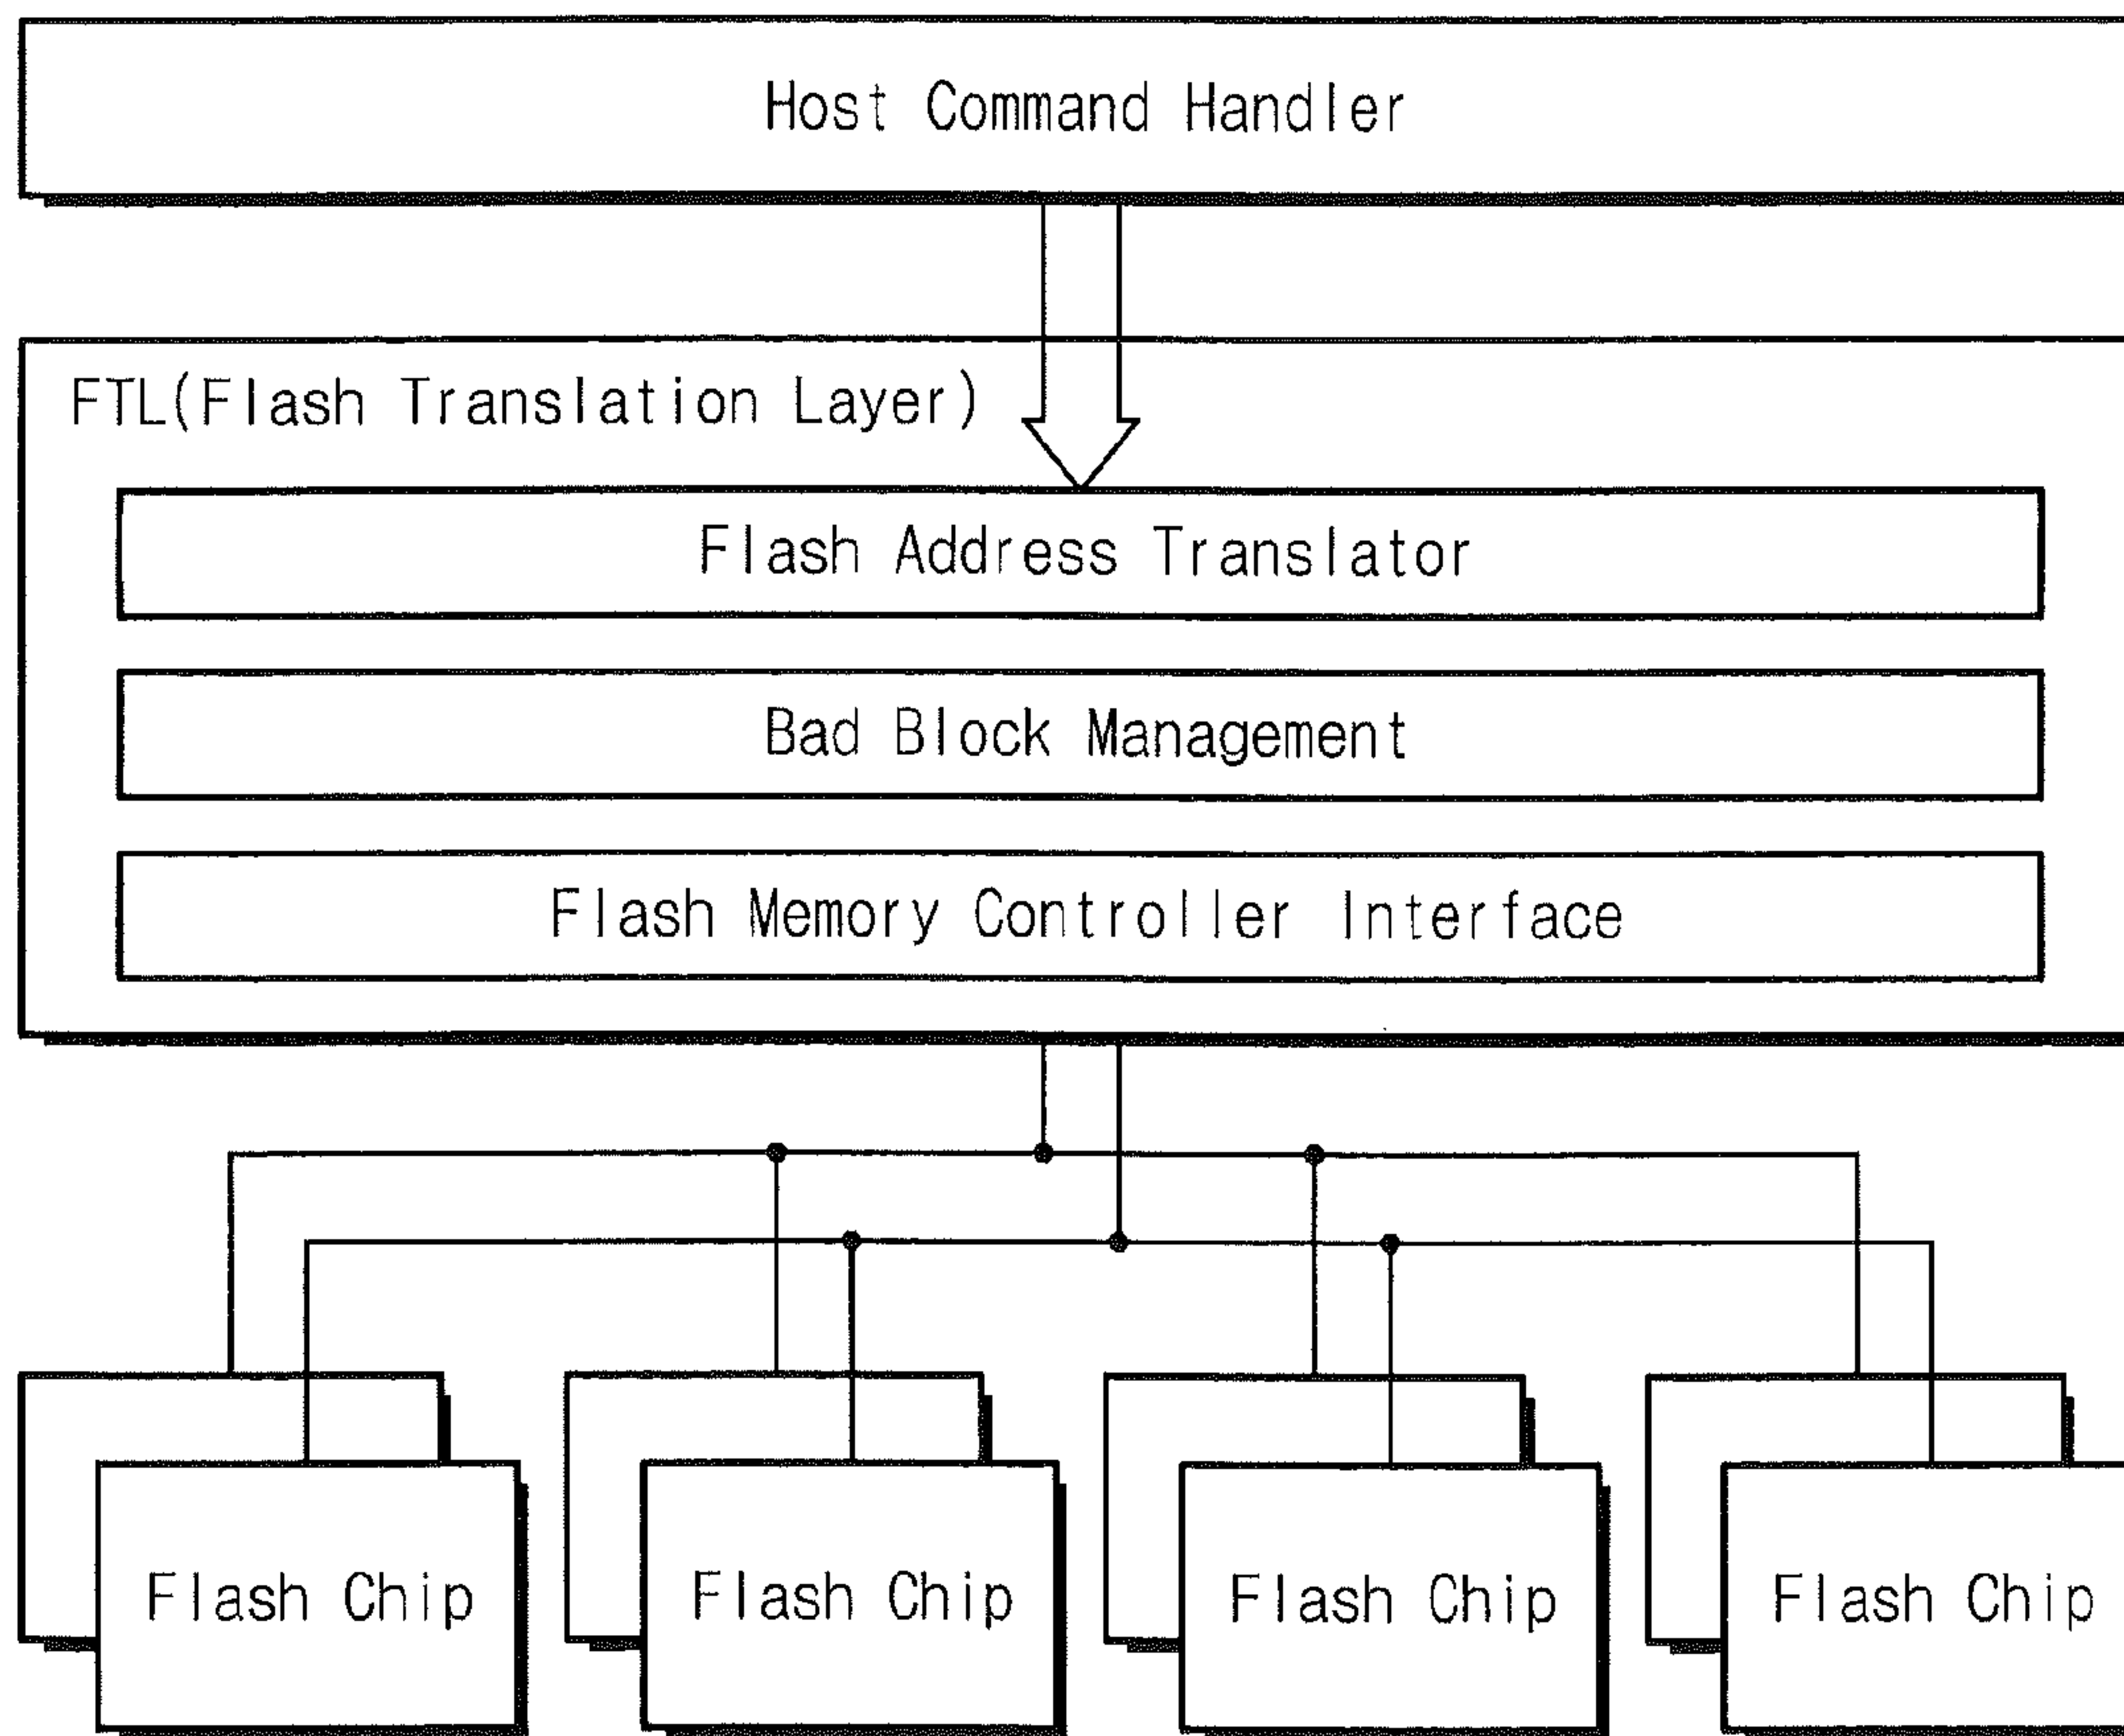 Host Command Handler
FTL(Flash Translation Layer)
Flash Address Translator
Bad Block Management
Flash Memory Controller Interface
Flash Chip
Flash Chip
Flash Chip
Flash Chip